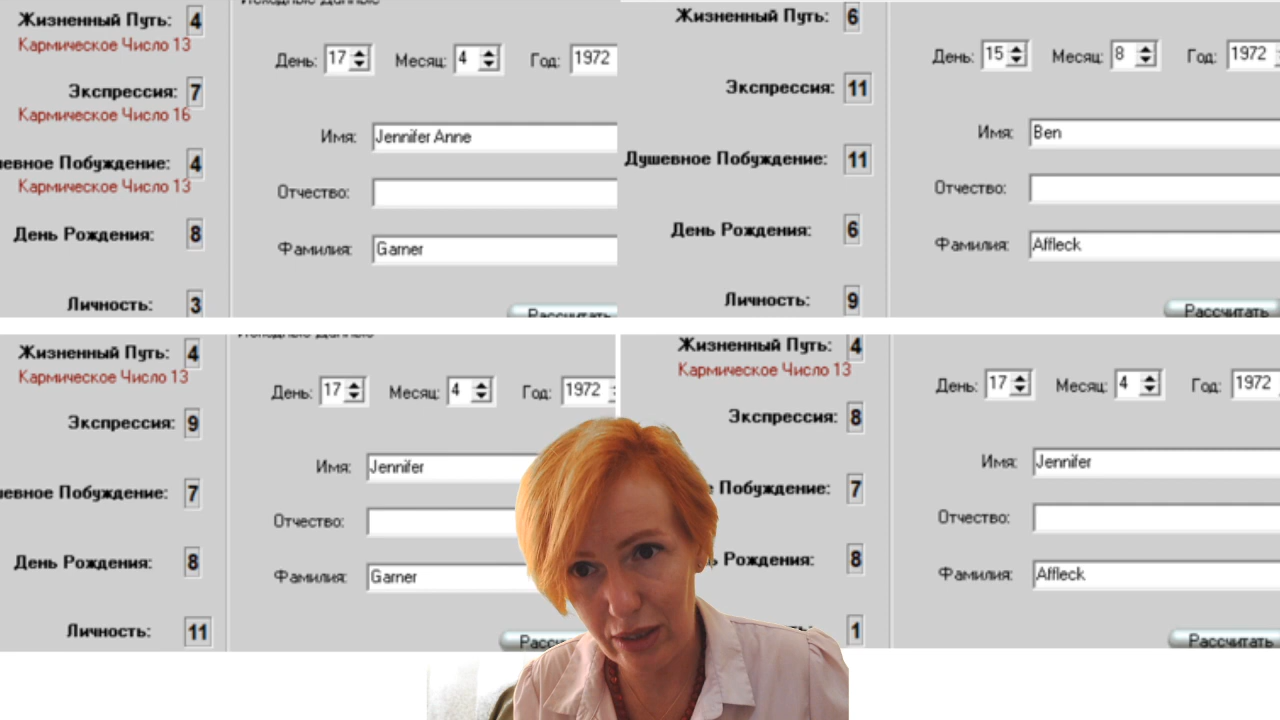 Жизненный Путь: 4
Кармическое Число 13
Экспрессия: 7
Кармическое Число 16
Побуждение: 4
Кармическое Число 13
День Рождения: 8
Личность: 3
День: 17 Месяц: 4 Год: 1972
Имя: Jennifer Anne
Отчество:
Фамилия: Garner
Рассчитать
Жизненный Путь: 6
Экспрессия: 11
Душевное Побуждение: 11
День Рождения: 6
Личность: 9
День: 15 Месяц: 8 Год: 1972
Имя: Ben
Отчество:
Фамилия: Affleck
Рассчитать
Жизненный Путь: 4
Кармическое Число 13
Экспрессия: 9
Побуждение: 7
День Рождения: 8
Личность: 11
День: 17 Месяц: 4 Год: 1972
Имя: Jennifer
Отчество:
Фамилия: Garner
Жизненный Путь: 4
Кармическое Число 13
Экспрессия: 8
Побуждение: 7
Рождения: 8
1
День: 17 Месяц: 4 Год: 1972
Имя: Jennifer
Отчество:
Фамилия: Affleck
Рассчитать